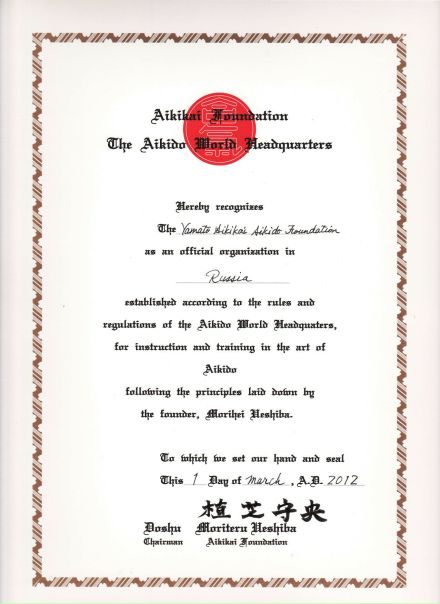 Aikikai Foundation
The Aikido World Headquarters
Hereby recognizes
The Yamato Aikikai Aikido Foundation
as an official organization in
Russia
established according to the rules and
regulations of the Aikido World Headquaters,
for instruction and training in the art of
Aikido
following the principles laid down by
the founder, Morihei Ueshiba.
To which we set our hand and seal
This 1 Day of march, A.D. 2012
植芝守央
Doshu Moriteru Ueshiba
Chairman Aikikai Foundation